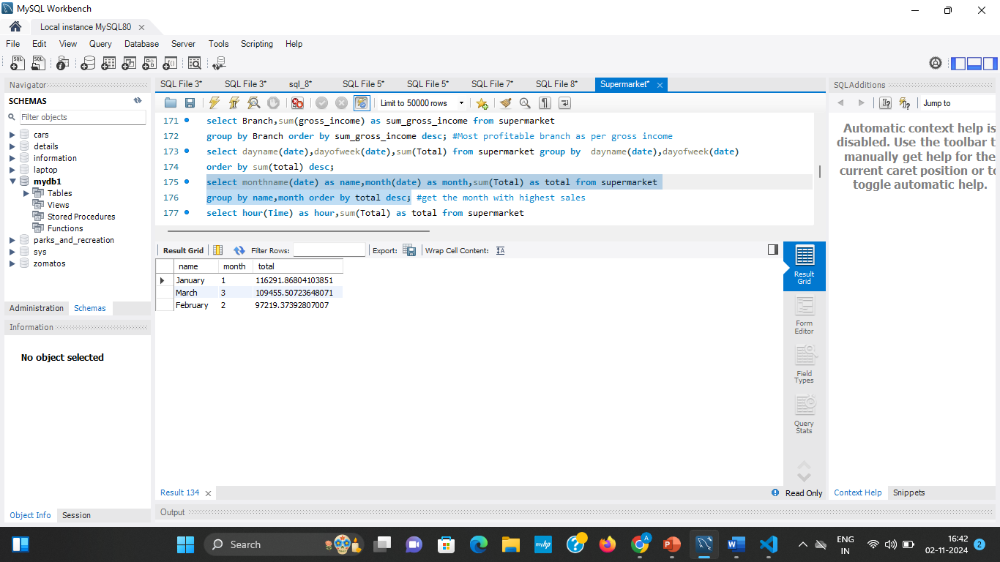 MySQL Workbench
Local instance MySQL80
File Edit View Query Database Server Tools Scripting Help
Navigator
SCHEMAS
Filter objects
cars
details
information
laptop
mydb1
Tables
Views
Stored Procedures
Functions
parks_and_recreation
sys
zomatos
Administration Schemas
Information
No object selected
Object Info Session
SQL File 3* SQL File 3* sql_8* SQL File 5* SQL File 5* SQL File 7* SQL File 8* Supermarket*
Limit to 50000 rows
171 select Branch,sum(gross_income) as sum_gross_income from supermarket
172 group by Branch order by sum_gross_income desc; #Most profitable branch as per gross income
173 select dayname(date),dayofweek(date),sum(Total) from supermarket group by  dayname(date),dayofweek(date)
174 order by sum(total) desc;
175 select monthname(date) as name,month(date) as month,sum(Total) as total from supermarket
176 group by name,month order by total desc; #get the month with highest sales
177 select hour(Time) as hour,sum(Total) as total from supermarket
Result Grid Filter Rows: Export: Wrap Cell Content:
name month total
January 1 116291.86804103851
March 3 109455.50723648071
February 2 97219.37392807007
Result Grid
Form Editor
Field Types
Query Stats
Result 134
Read Only
Output
SQLAdditions
Jump to
Automatic context help is
disabled. Use the toolbar t
manually get help for the
current caret position or to
toggle automatic help.
Context Help Snippets
Search
ENG
IN
16:42
02-11-2024
2